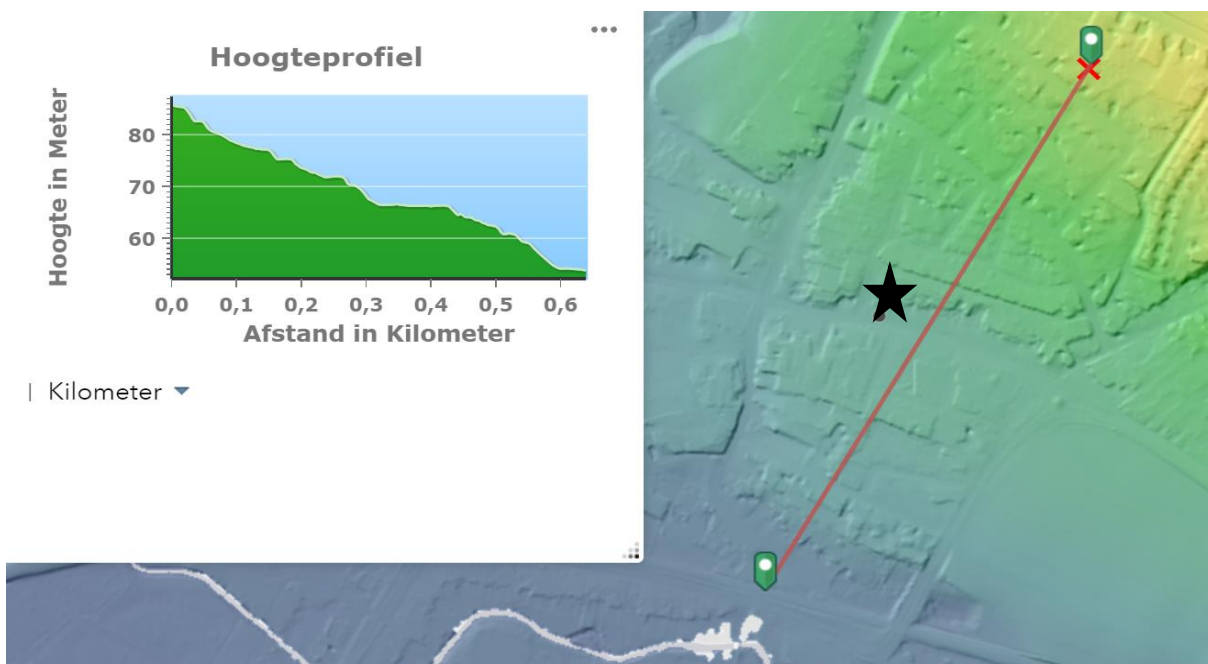 Hoogteprofiel
Hoogte in Meter
80
70
60
0,0 0,1 0,2 0,3 0,4 0,5 0,6
Afstand in Kilometer
| Kilometer